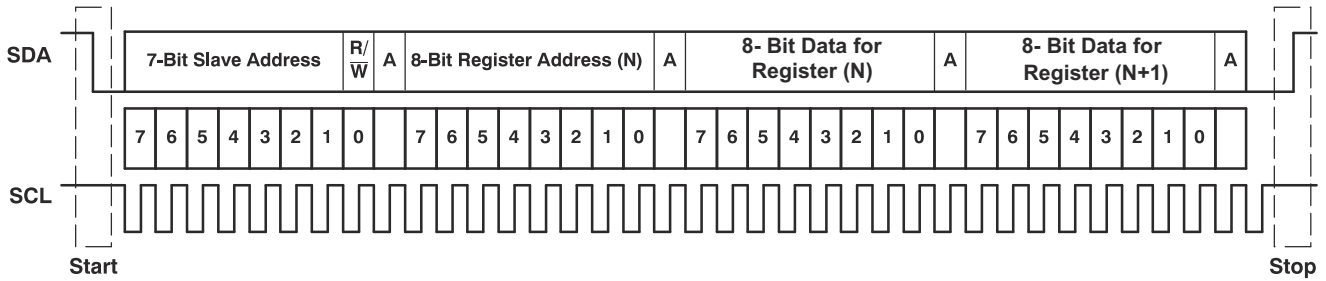 SDA
7-Bit Slave Address
R/
W
A
8-Bit Register Address (N)
A
8- Bit Data for
Register (N)
A
8- Bit Data for
Register (N+1)
A
7 6 5 4 3 2 1 0 7 6 5 4 3 2 1 0 7 6 5 4 3 2 1 0 7 6 5 4 3 2 1 0
SCL
Start
Stop